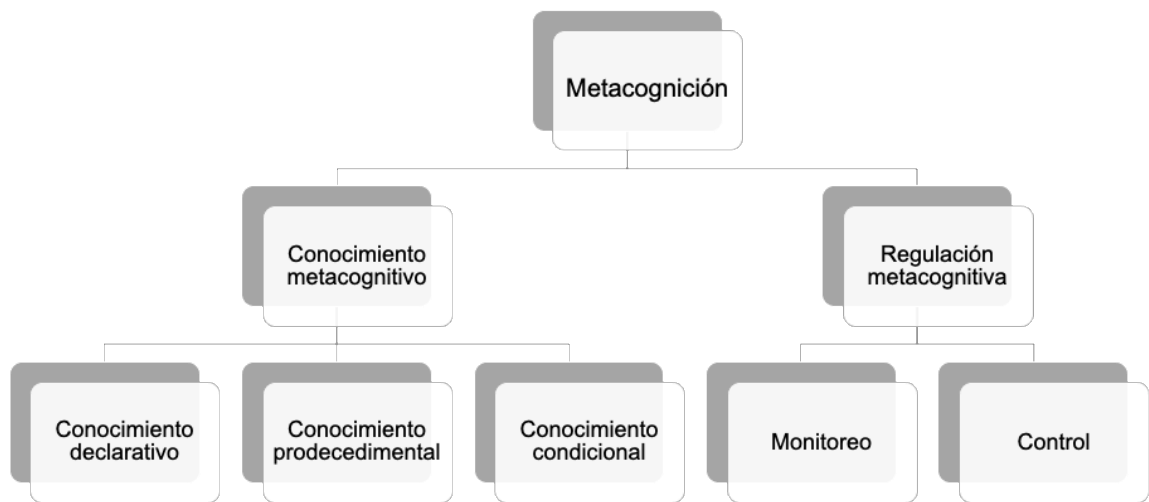 Metacognición
Conocimiento
metacognitivo
Regulación
metacognitiva
Conocimiento
declarativo
Conocimiento
prodecedimental
Conocimiento
condicional
Monitoreo
Control